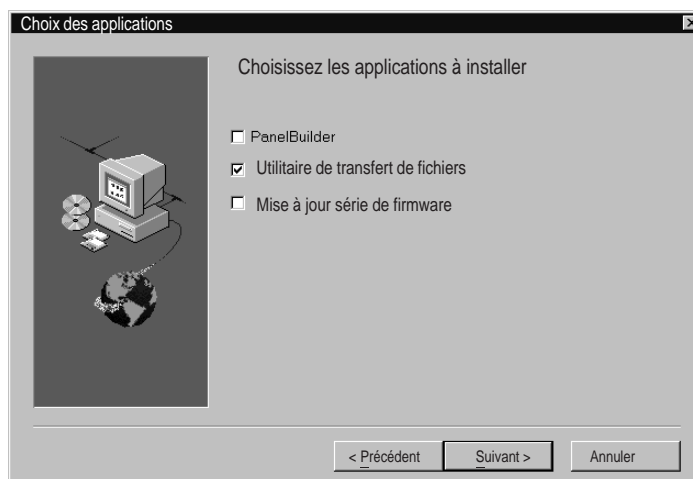 Choix des applications
Choisissez les applications à installer
PanelBuilder
Utilitaire de transfert de fichiers
Mise à jour série de firmware
< Précédent
Suivant >
Annuler